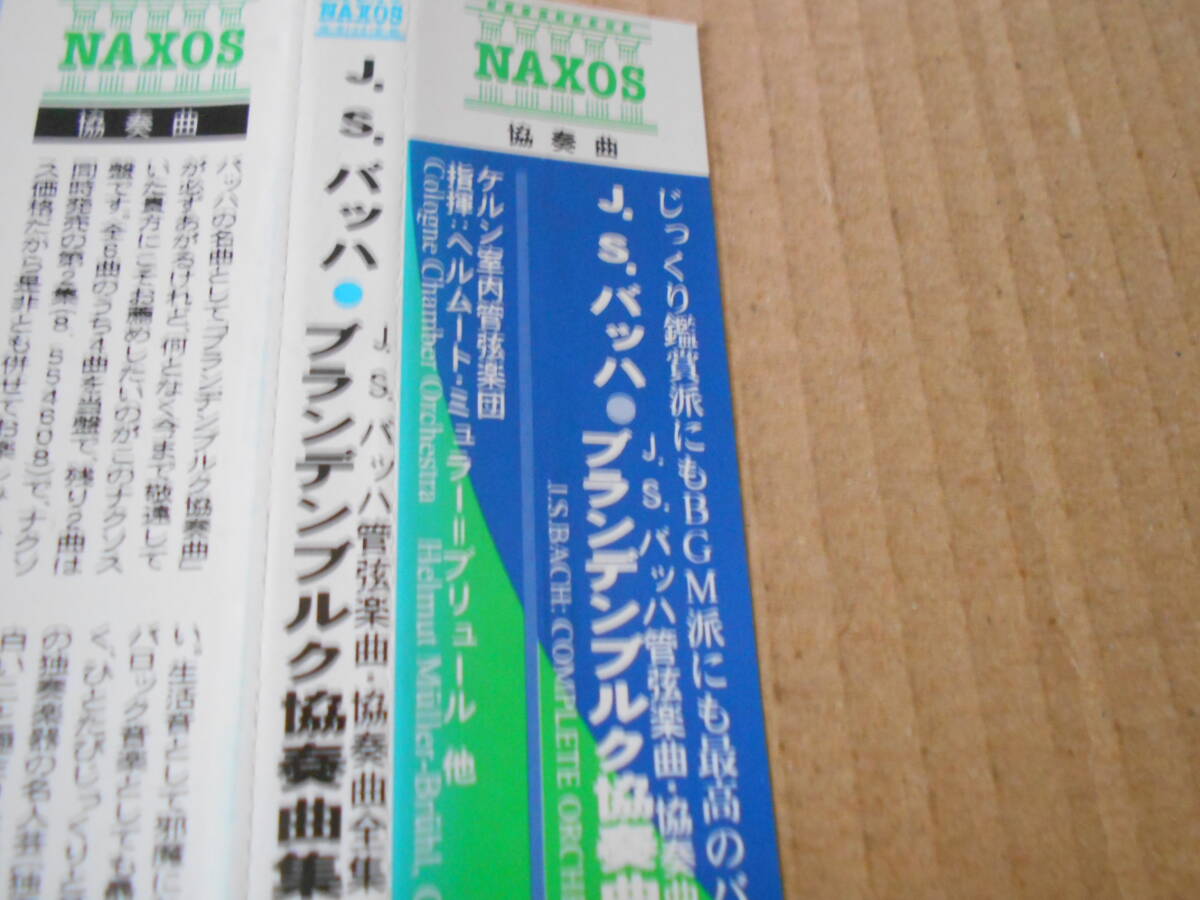 NAXOS
協奏曲
じっくり鑑賞派にもBGM派にも最高のバ
J. S. バッハ管弦楽曲・協奏曲
J. S. バッハ●ブランデンブルク協奏曲
J.S.BACH: COMPLETE ORCHE
ケルン室内管弦楽団
指揮：ヘルムート・ミュラー＝ブリュール 他
Cologne Chamber Orchestra Helmut Müller-Brühl, C
NAXOS
J. S. バッハ管弦楽曲・協奏曲全集
J. S. バッハ●ブランデンブルク協奏曲集
NAXOS
協奏曲
バッハの名曲として「ブランデンブルク協奏曲」
が必ずあがるけれど、何となく今まで敬遠して
いた貴方にこそお薦めしたいのがこのナクソス
盤です。全6曲のうち4曲を当盤で、残り2曲は
同時発売の第2集(8. 554608)で、ナクソ
ス価格だから是非とも併せてお楽
い。生活音として邪魔に
バロック音楽としても最
く、ひとたびじっくりと
の独奏楽器の名人芸（独